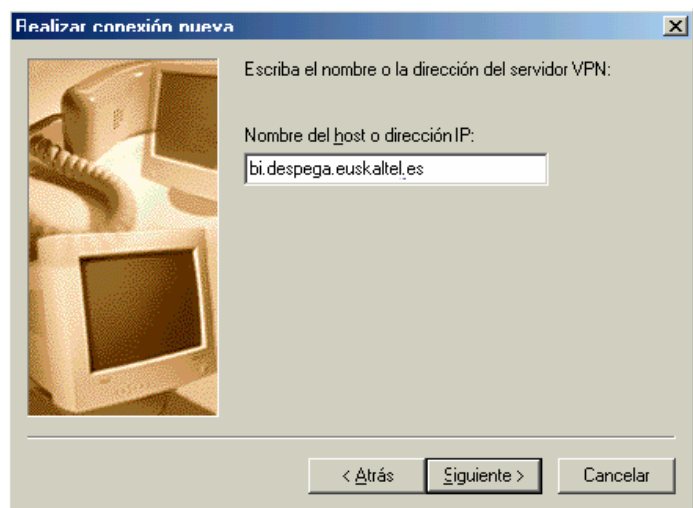 Realizar conexión nueva
Escriba el nombre o la dirección del servidor VPN:
Nombre del host o dirección IP:
bi.despega.euskaltel.es
< Atrás
Siguiente >
Cancelar